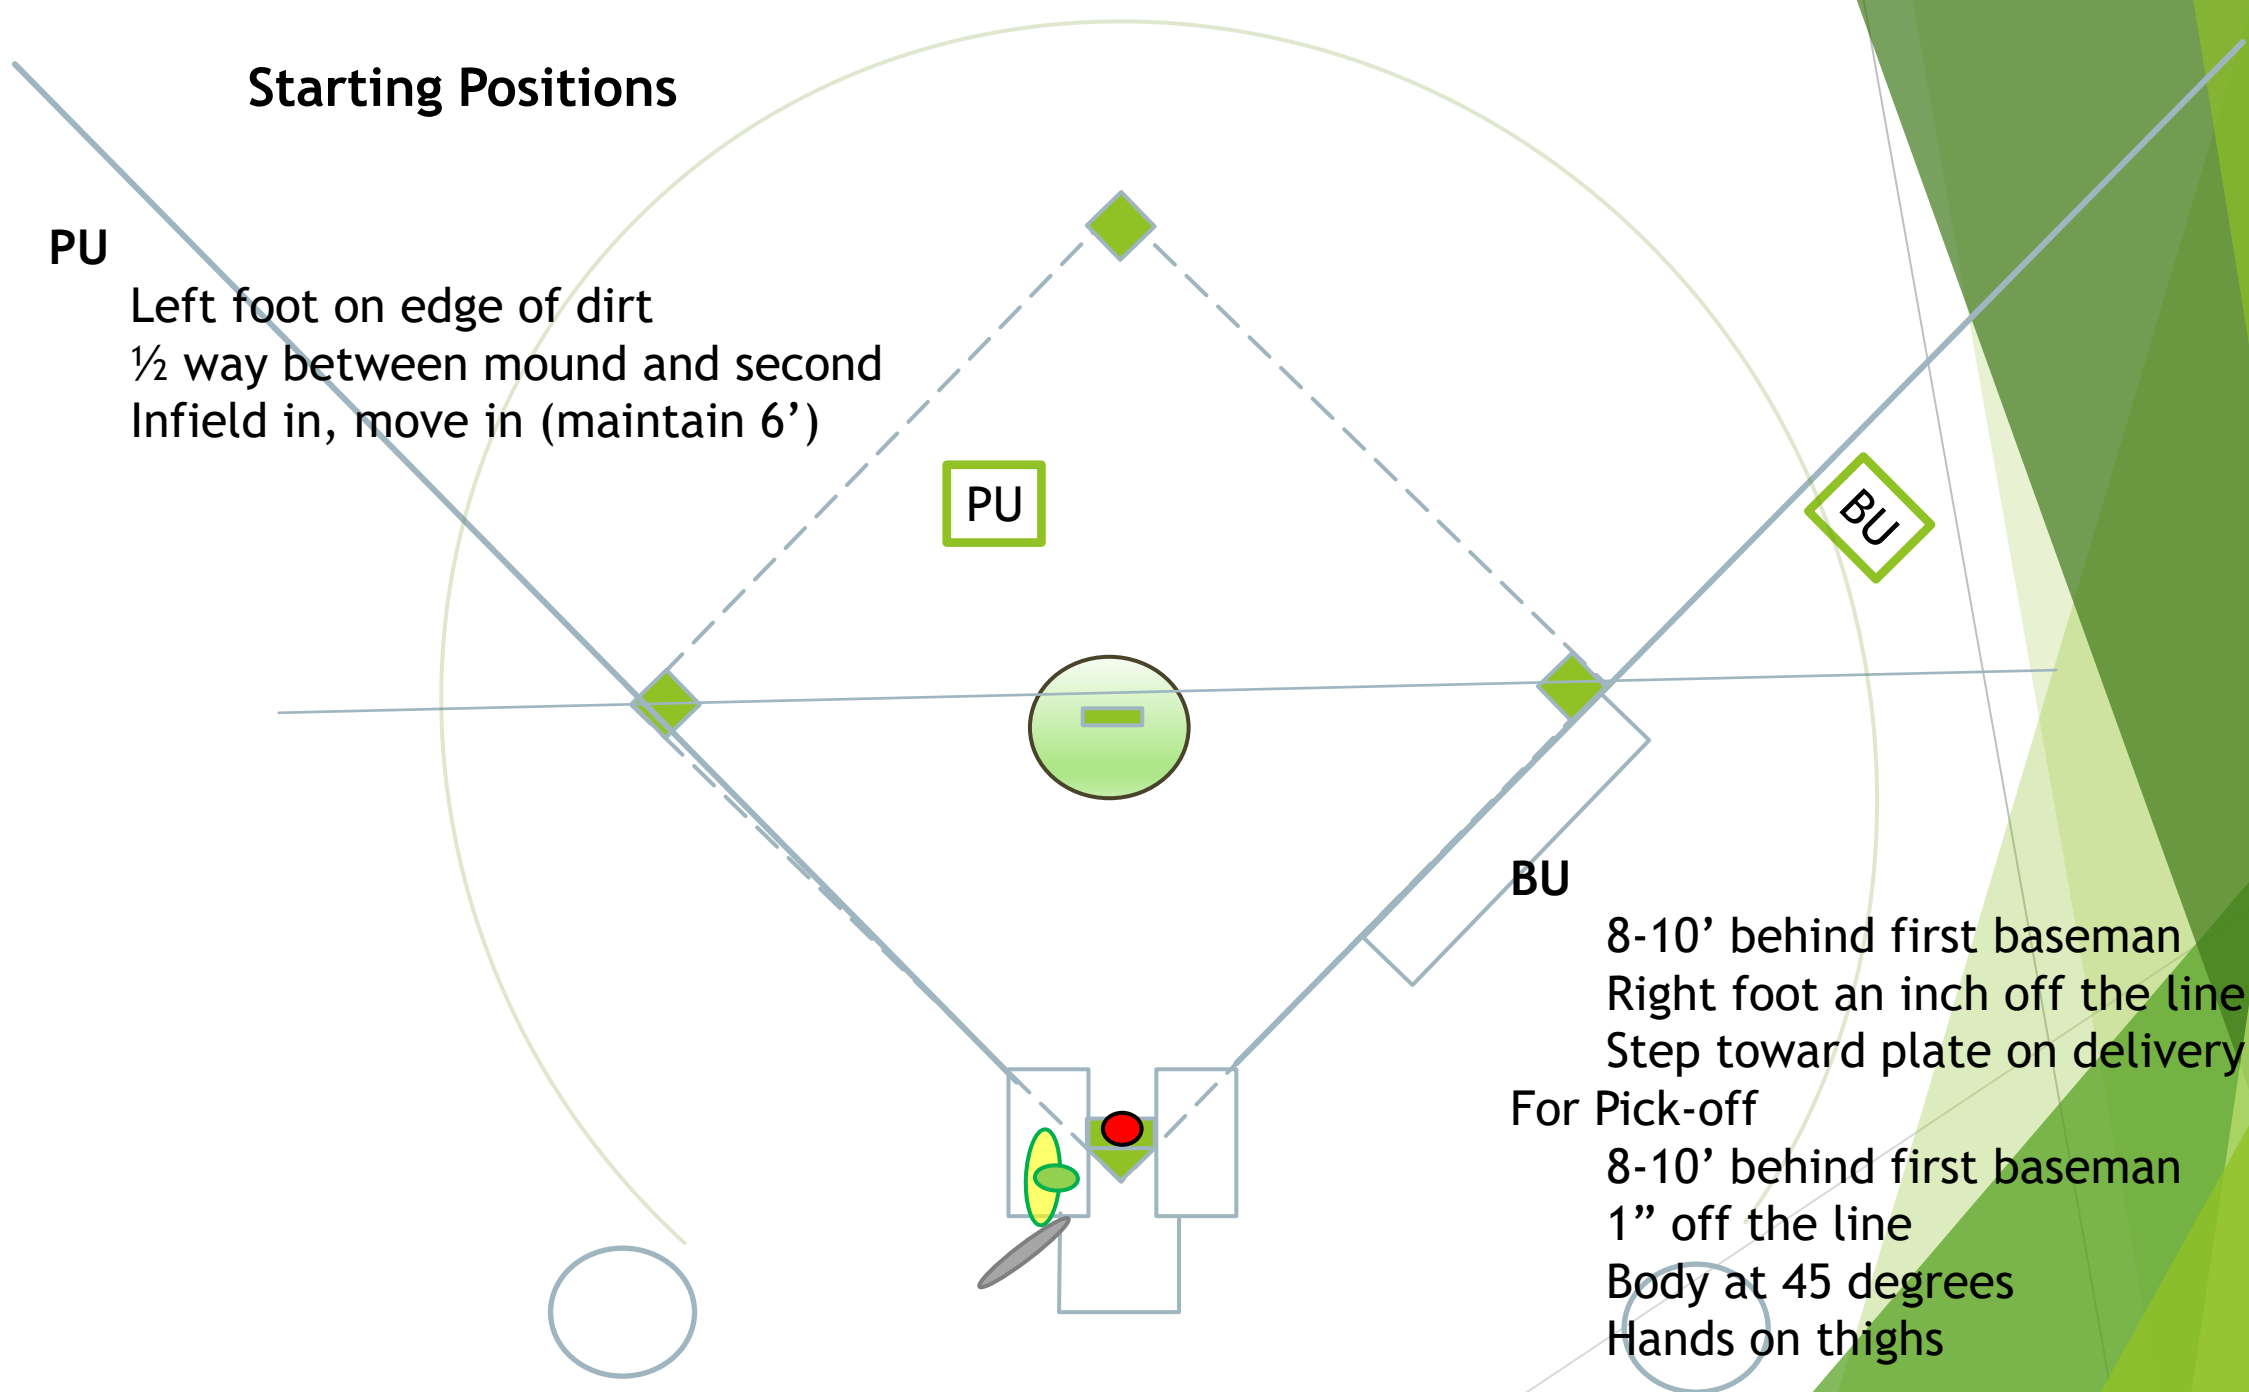 Starting Positions
PU
Left foot on edge of dirt
½ way between mound and second
Infield in, move in (maintain 6’)
PU
BU
BU
8-10’ behind first baseman
Right foot an inch off the line
Step toward plate on delivery
For Pick-off
8-10’ behind first baseman
1” off the line
Body at 45 degrees
Hands on thighs